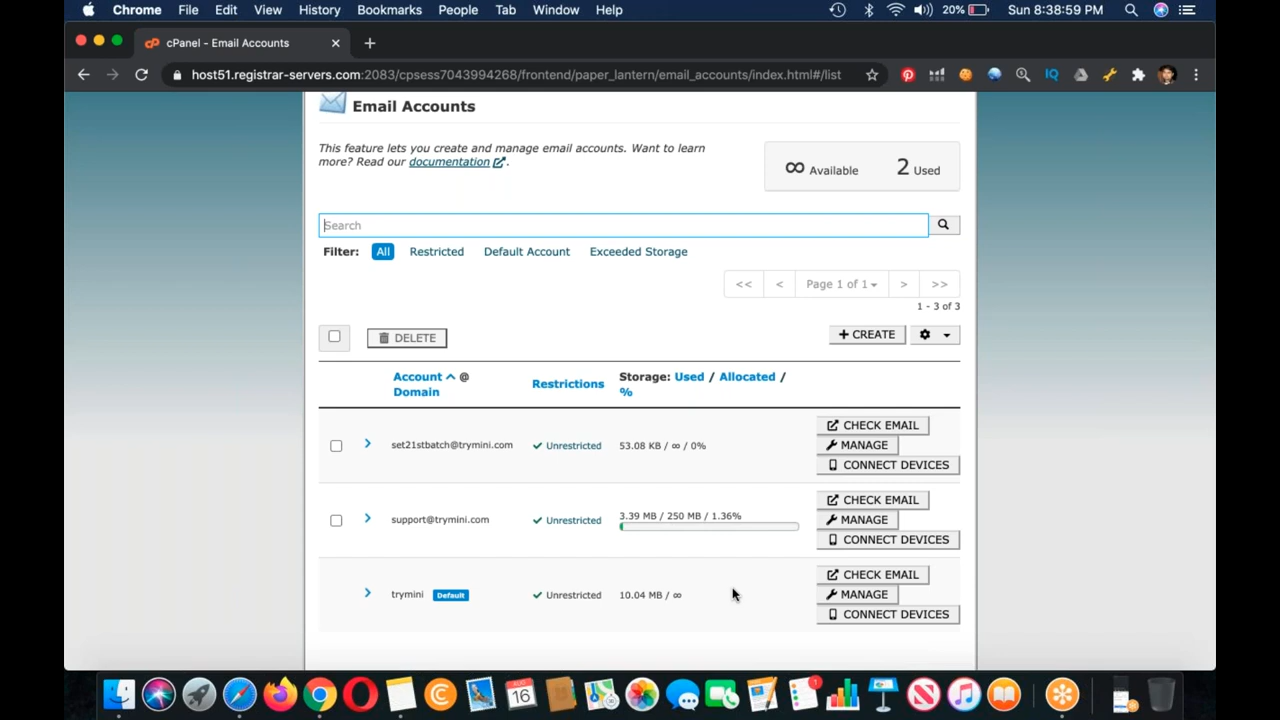 Chrome File Edit View History Bookmarks People Tab Window Help 20% Sun 8:38:59 PM
cPanel - Email Accounts
host51.registrar-servers.com:2083/cpsess7043994268/frontend/paper_lantern/email_accounts/index.html#/list
Email Accounts
This feature lets you create and manage email accounts. Want to learn
more? Read our documentation.
∞ Available 2 Used
Search
Filter: All Restricted Default Account Exceeded Storage
<< < Page 1 of 1 > >>
1 - 3 of 3
DELETE + CREATE
Account @ Domain
Restrictions
Storage: Used / Allocated / %
set21stbatch@trymini.com Unrestricted 53.08 KB / ∞ / 0%
CHECK EMAIL
MANAGE
CONNECT DEVICES
support@trymini.com Unrestricted 3.39 MB / 250 MB / 1.36%
CHECK EMAIL
MANAGE
CONNECT DEVICES
trymini Default Unrestricted 10.04 MB / ∞
CHECK EMAIL
MANAGE
CONNECT DEVICES
AUG
16
1